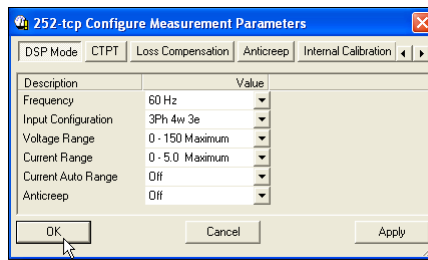 252-tcp Configure Measurement Parameters
DSP Mode CTPT Loss Compensation Anticreep Internal Calibration
Description Value
Frequency 60 Hz
Input Configuration 3Ph 4w 3e
Voltage Range 0 - 150 Maximum
Current Range 0 - 5.0 Maximum
Current Auto Range Off
Anticreep Off
OK Cancel Apply